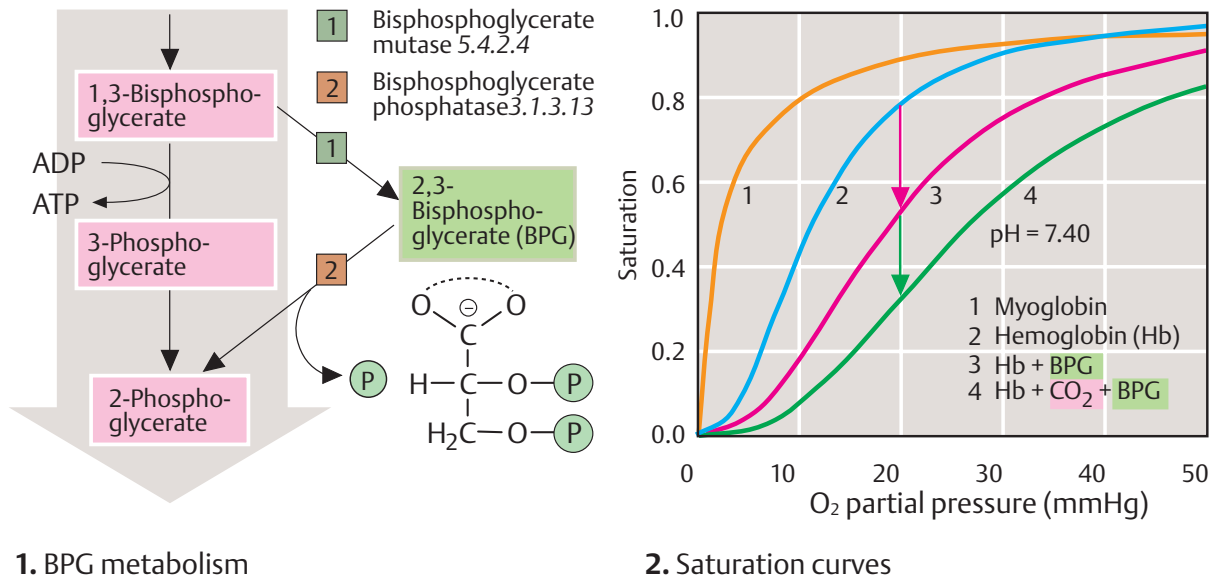 1 Bisphosphoglycerate
mutase 5.4.2.4
2 Bisphosphoglycerate
phosphatase3.1.3.13
1,3-Bisphospho-
glycerate
1
ADP
ATP
2,3-
Bisphospho-
glycerate (BPG)
3-Phospho-
glycerate
2
P
2-Phospho-
glycerate
O O
⊖
C
H—C—O—P
H2C—O—P
1. BPG metabolism
Saturation
1.0
0.8
0.6
0.4
0.2
0.0
1
2
3
4
pH = 7.40
1 Myoglobin
2 Hemoglobin (Hb)
3 Hb + BPG
4 Hb + CO2 + BPG
0 10 20 30 40 50
O2 partial pressure (mmHg)
2. Saturation curves